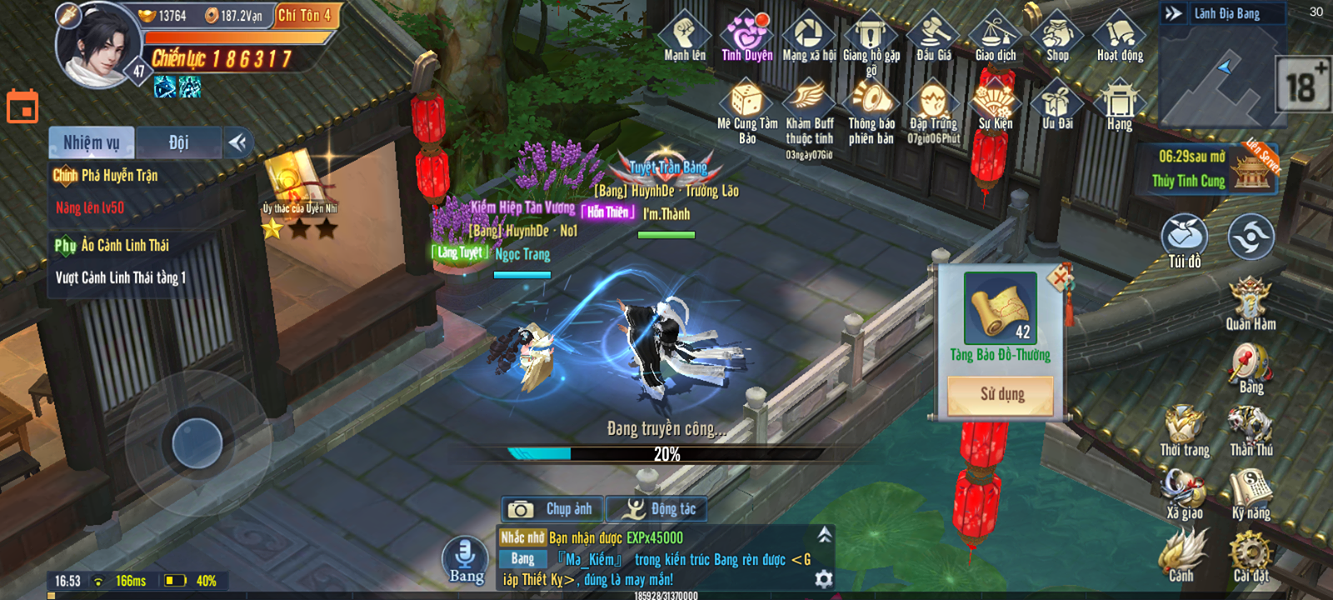 13764
187.2Vạn
Chí Tôn 4
Chiến lực 186317
47
Mạnh lên
Tình Duyên
Mạng xã hội
Giang hồ gặp gỡ
Đấu Giá
Giao dịch
Shop
Hoạt động
Lãnh Địa Bang
30
18+
Mê Cung Tầm Bảo
Khảm Buff thuộc tính
03ngày07Giờ
Thông báo phiên bản
Đập Trứng
07giờ06Phút
Sự Kiện
Ưu Đãi
Hạng
Nhiệm vụ
Đội
Chính Phá Huyễn Trận
Nâng lên lv50
Phụ Ảo Cảnh Linh Thái
Vượt Cảnh Linh Thái tầng 1
Ủy thác của Uyển Nhi
Tuyệt Trần Bảng
[Bang] HuynhDe · Trưởng Lão
「Hỗn Thiên」 I'm.Thành
Kiếm Hiệp Tân Vương
[Bang] HuynhDe · No1
「Lăng Tuyệt」 Ngọc Trang
06:29sau mở
Thủy Tinh Cung
Liên Server
Túi đồ
Quân Hàm
Bang
Thời trang
Thần Thú
Xã giao
Kỹ năng
Cánh
Cài đặt
42
Tàng Bảo Đồ-Thường
Sử dụng
Đang truyền công...
20%
Chụp ảnh
Động tác
Nhắc nhở Bạn nhận được EXPx45000
Bang 『Ma_Kiếm』 trong kiến trúc Bang rèn được <G
iáp Thiết Kỵ>, đúng là may mắn!
Bang
16:53
166ms
40%
185928/31370000